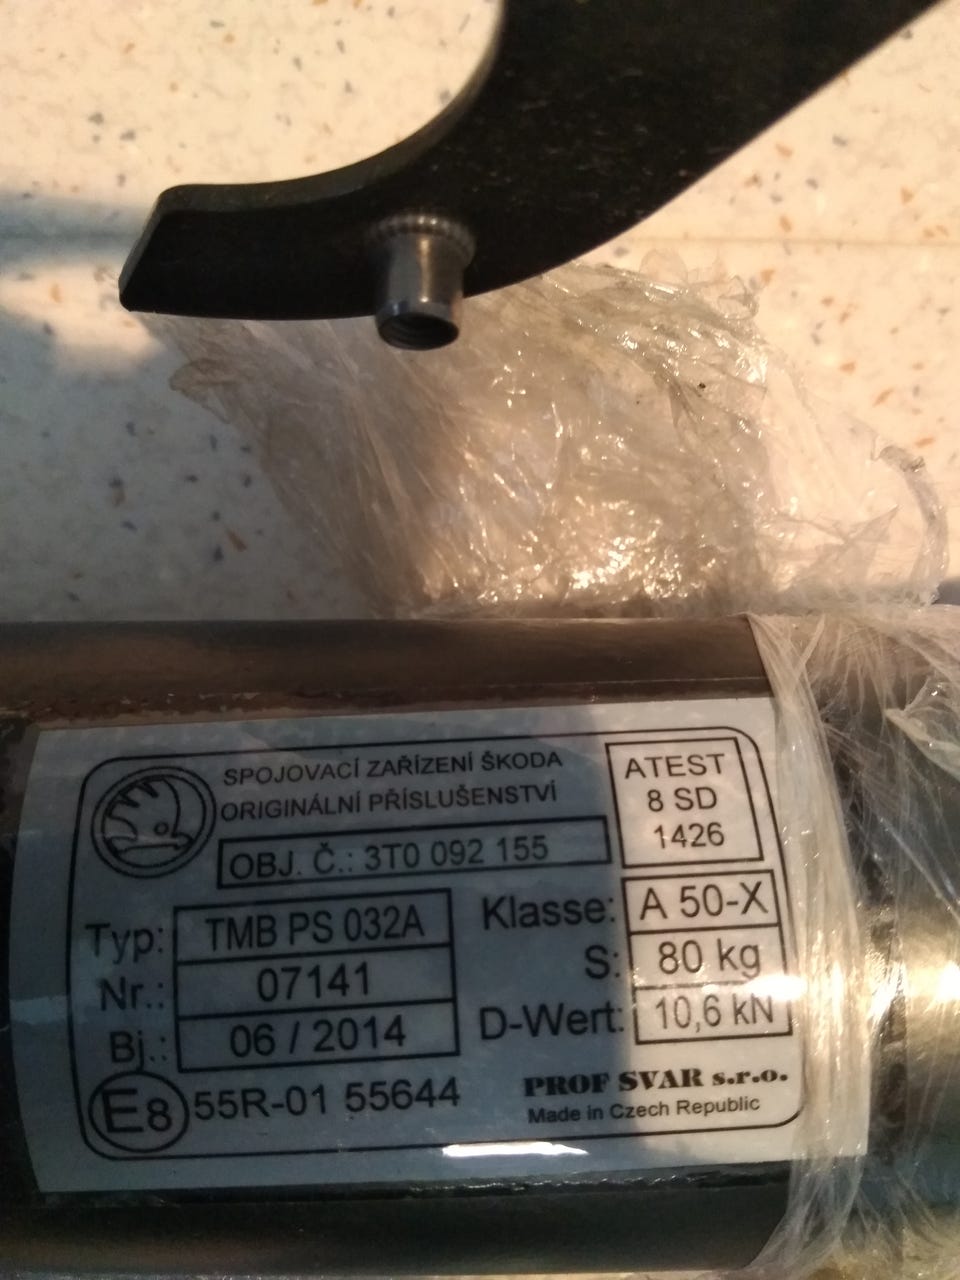 SPOJOVACÍ ZAŘÍZENÍ ŠKODA
ORIGINÁLNÍ PŘÍSLUŠENSTVÍ
OBJ. Č.: 3T0 092 155
ATEST
8 SD
1426
Typ: TMB PS 032A
Nr.: 07141
Bj.: 06 / 2014
Klasse: A 50-X
S: 80 kg
D-Wert: 10,6 kN
E8 55R-01 55644
PROF SVAR s.r.o.
Made in Czech Republic